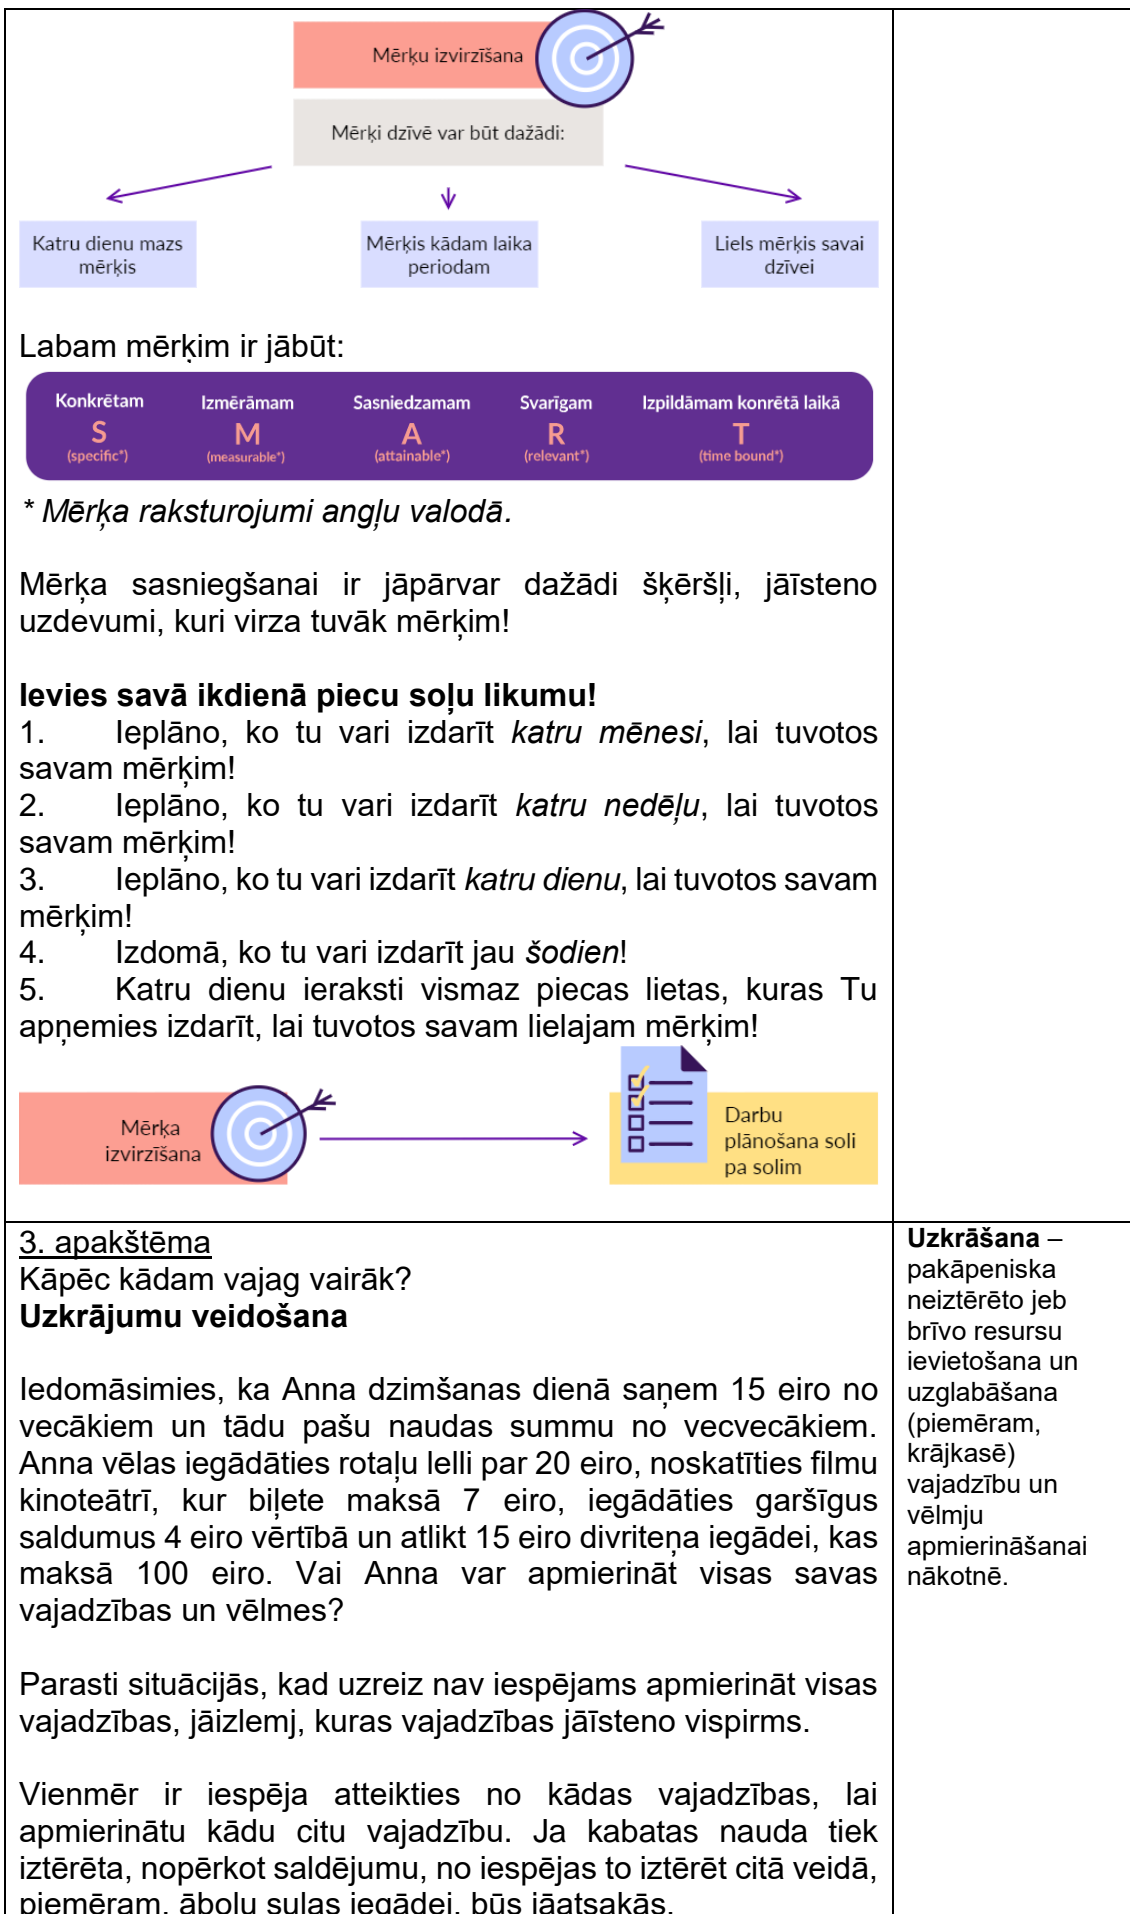 Mērķu izvirzīšana
Mērķi dzīvē var būt dažādi:
Katru dienu mazs
mērķis
Mērķis kādam laika
periodam
Liels mērķis savai
dzīvei
Labam mērķim ir jābūt:
Konkrētam
S
(specific*)
Izmērāmam
M
(measurable*)
Sasniedzamam
A
(attainable*)
Svarīgam
R
(relevant*)
Izpildāmam konrētā laikā
T
(time bound*)
* Mērķa raksturojumi angļu valodā.
Mērķa sasniegšanai ir jāpārvar dažādi šķēršļi, jāīsteno
uzdevumi, kuri virza tuvāk mērķim!
Ievies savā ikdienā piecu soļu likumu!
1. Ieplāno, ko tu vari izdarīt katru mēnesi, lai tuvotos
savam mērķim!
2. Ieplāno, ko tu vari izdarīt katru nedēļu, lai tuvotos
savam mērķim!
3. Ieplāno, ko tu vari izdarīt katru dienu, lai tuvotos savam
mērķim!
4. Izdomā, ko tu vari izdarīt jau šodien!
5. Katru dienu ieraksti vismaz piecas lietas, kuras Tu
apņemies izdarīt, lai tuvotos savam lielajam mērķim!
Mērķa
izvirzīšana
Darbu
plānošana soli
pa solim
3. apakštēma
Kāpēc kādam vajag vairāk?
Uzkrājumu veidošana
Iedomāsimies, ka Anna dzimšanas dienā saņem 15 eiro no
vecākiem un tādu pašu naudas summu no vecvecākiem.
Anna vēlas iegādāties rotaļu lelli par 20 eiro, noskatīties filmu
kinoteātrī, kur biļete maksā 7 eiro, iegādāties garšīgus
saldumus 4 eiro vērtībā un atlikt 15 eiro divriteņa iegādei, kas
maksā 100 eiro. Vai Anna var apmierināt visas savas
vajadzības un vēlmes?
Parasti situācijās, kad uzreiz nav iespējams apmierināt visas
vajadzības, jāizlemj, kuras vajadzības jāīsteno vispirms.
Vienmēr ir iespēja atteikties no kādas vajadzības, lai
apmierinātu kādu citu vajadzību. Ja kabatas nauda tiek
iztērēta, nopērkot saldējumu, no iespējas to iztērēt citā veidā,
piemēram, ābolu sulas iegādei, būs jāatsakās.
Uzkrāšana –
pakāpeniska
neiztērēto jeb
brīvo resursu
ievietošana un
uzglabāšana
(piemēram,
krājkasē)
vajadzību un
vēlmju
apmierināšanai
nākotnē.